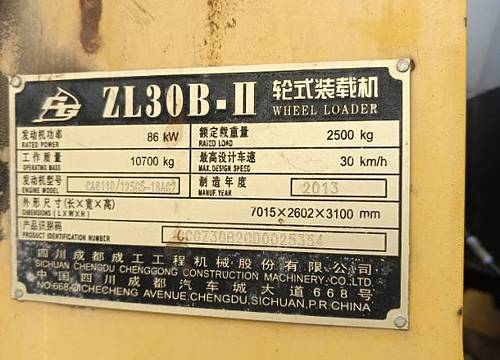 CG ZL30B-II 轮式装载机
WHEEL LOADER
发动机功率 86 kW 额定载重量 2500 kg
RATED POWER RAIZD LOAD
工作质量 10700 kg 最高设计车速 30 km/h
OPERATING MASS MAX.DESIGN SPEED
发动机型号 制造年度 2013
ENGINE MODEL MANUF.YEAR
外形尺寸(长×宽×高) 7015×2602×3100 mm
DIMENSIONS (L×W×H)
产品识别编号
PRODUCT IDENTIFICATION NUMBER
四川成都成工工程机械股份有限公司
SICHUAN CHENGDU CHENGGONG CONSTRUCTION MACHINERY CO.,LTD.
中国四川成都汽车城大道668号
CHECHENG AVENUE,CHENGDU,SICHUAN,P.R.CHINA